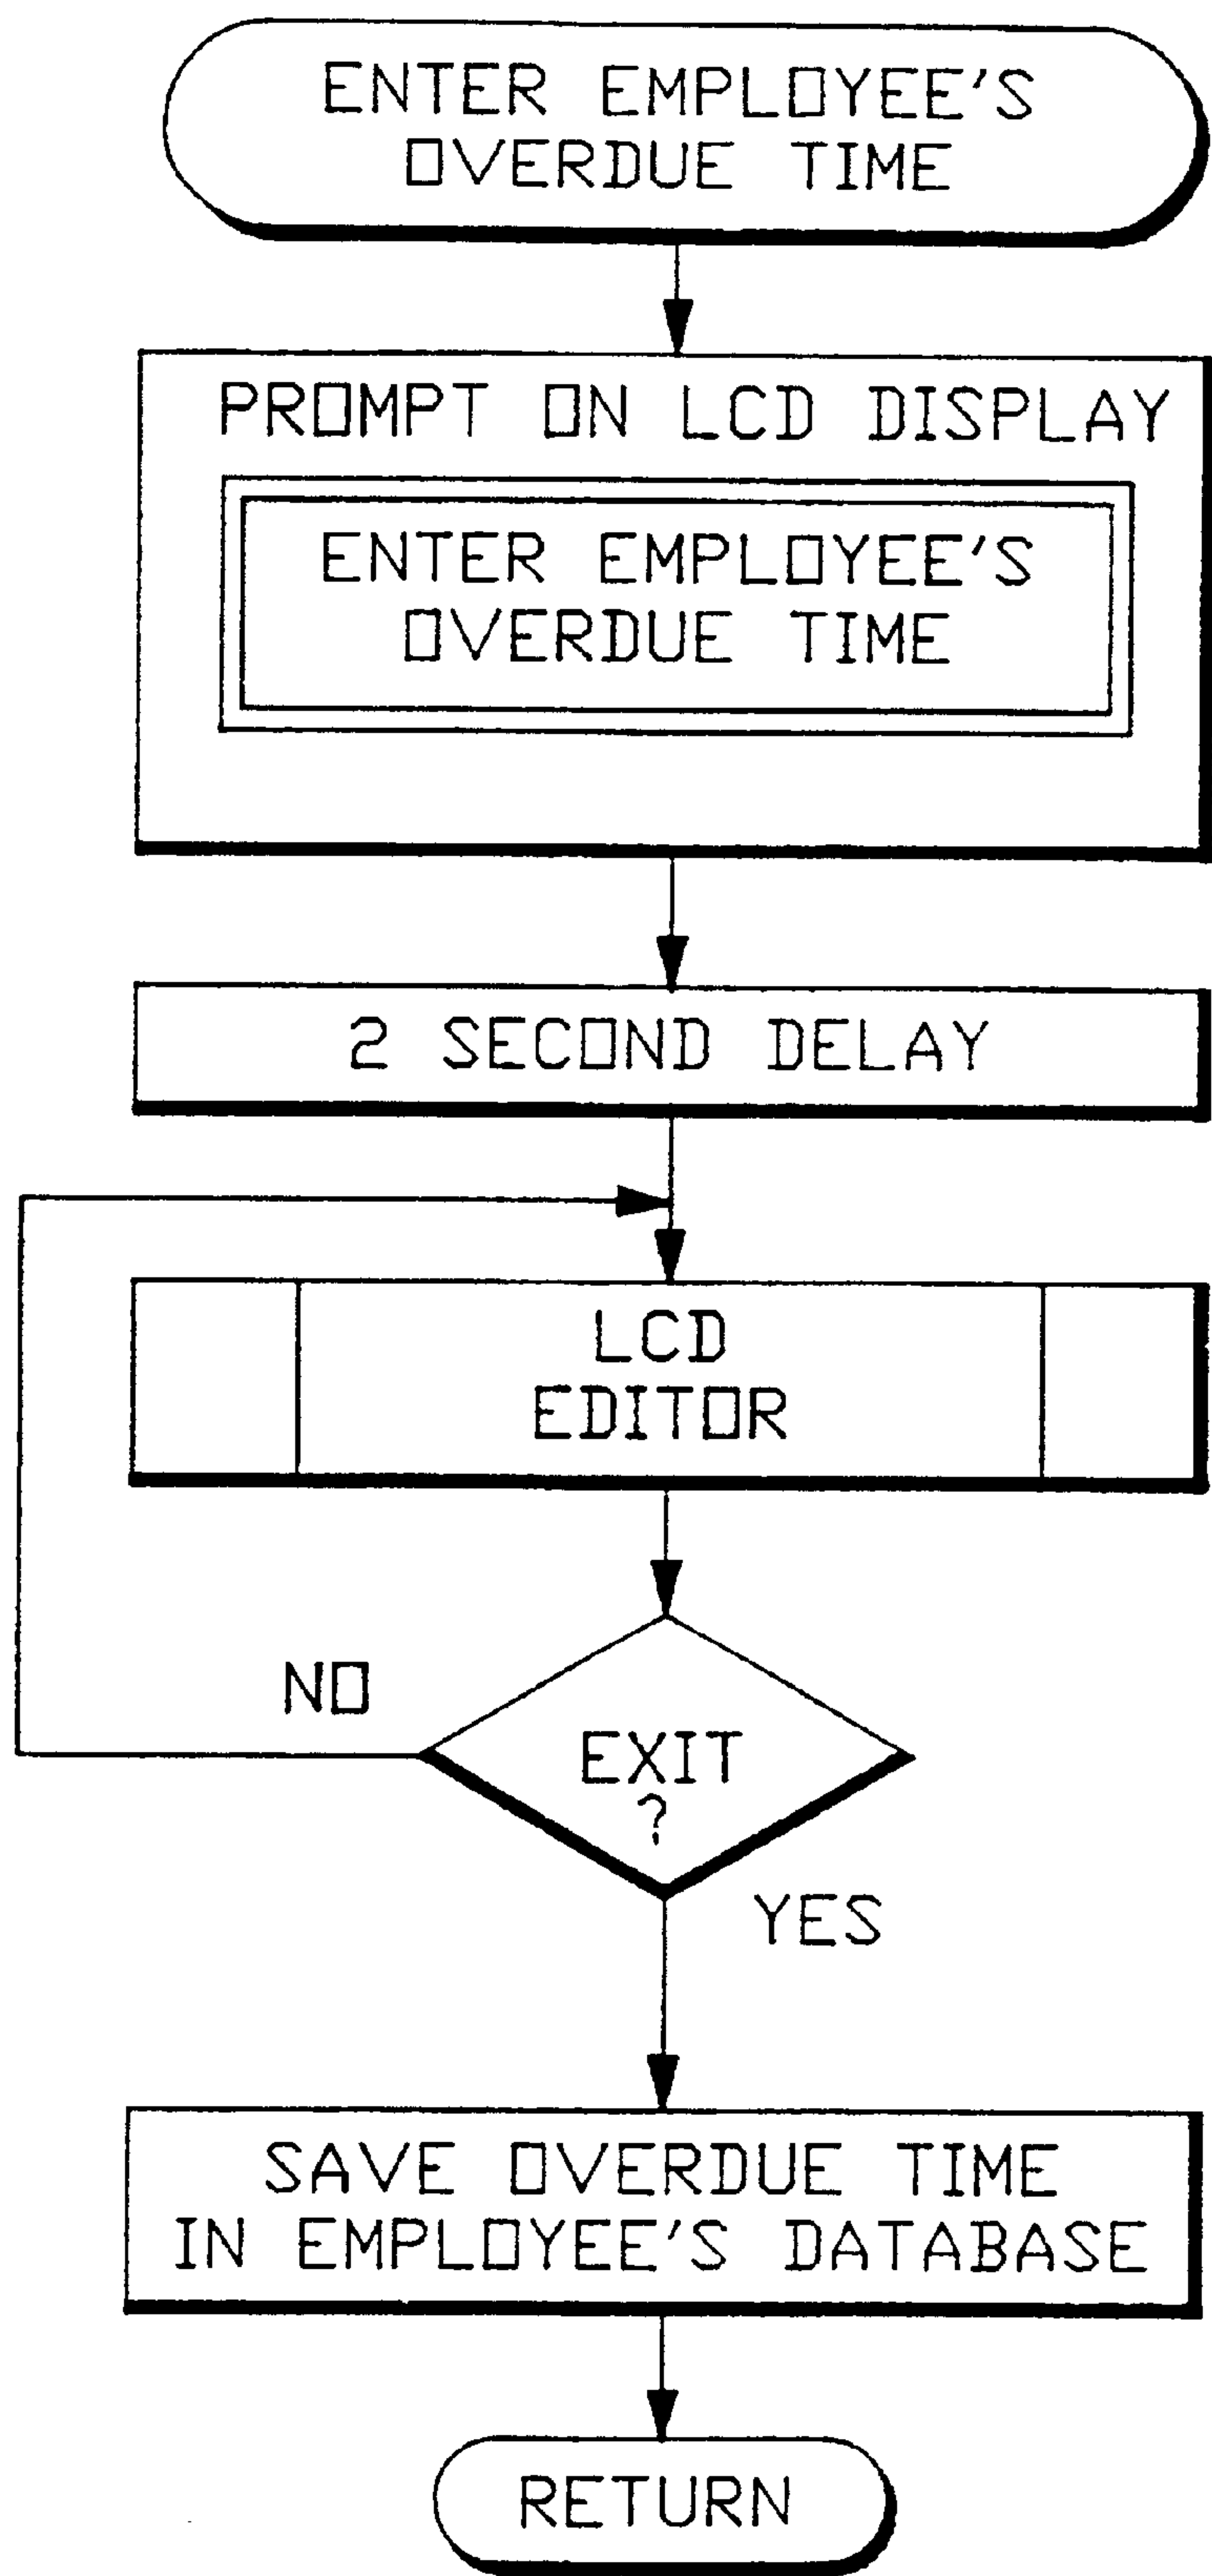 ENTER EMPLOYEE'S
OVERDUE TIME
PROMPT ON LCD DISPLAY
ENTER EMPLOYEE'S
OVERDUE TIME
2 SECOND DELAY
LCD
EDITOR
NO
EXIT
?
YES
SAVE OVERDUE TIME
IN EMPLOYEE'S DATABASE
RETURN